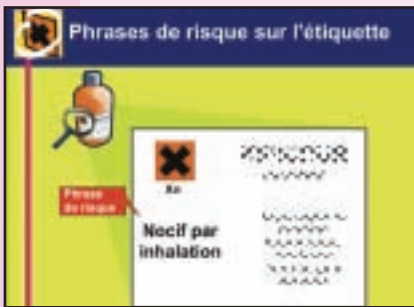 Phrases de risque sur l'étiquette
Xn
Phrase
de risque
Nocif par
inhalation